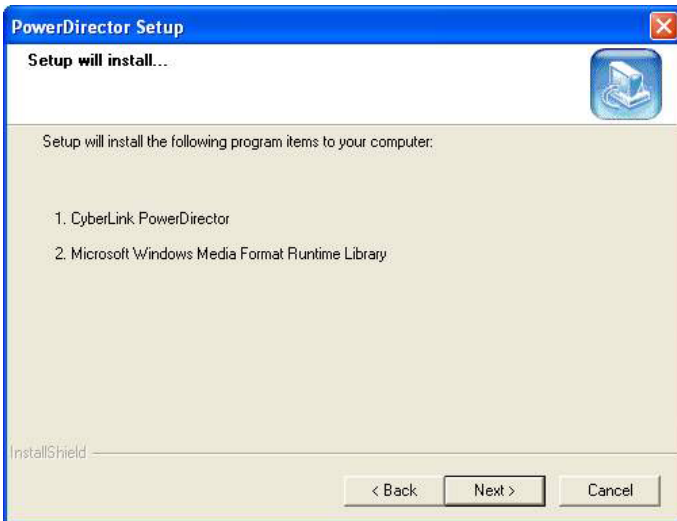 PowerDirector Setup
Setup will install...
Setup will install the following program items to your computer:
1. CyberLink PowerDirector
2. Microsoft Windows Media Format Runtime Library
InstallShield
< Back Next > Cancel